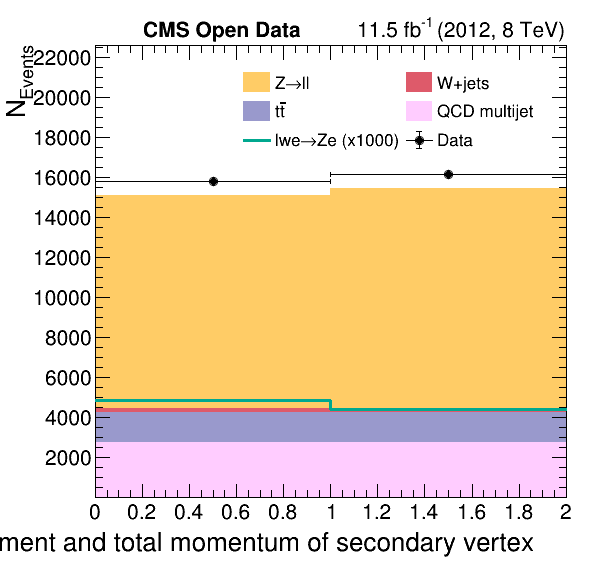 CMS Open Data 11.5 fb⁻¹ (2012, 8 TeV)
N_Events
Z→ll W+jets
tt̄ QCD multijet
lwe→Ze (x1000) Data
22000
20000
18000
16000
14000
12000
10000
8000
6000
4000
2000
0 0.2 0.4 0.6 0.8 1 1.2 1.4 1.6 1.8 2
ment and total momentum of secondary vertex